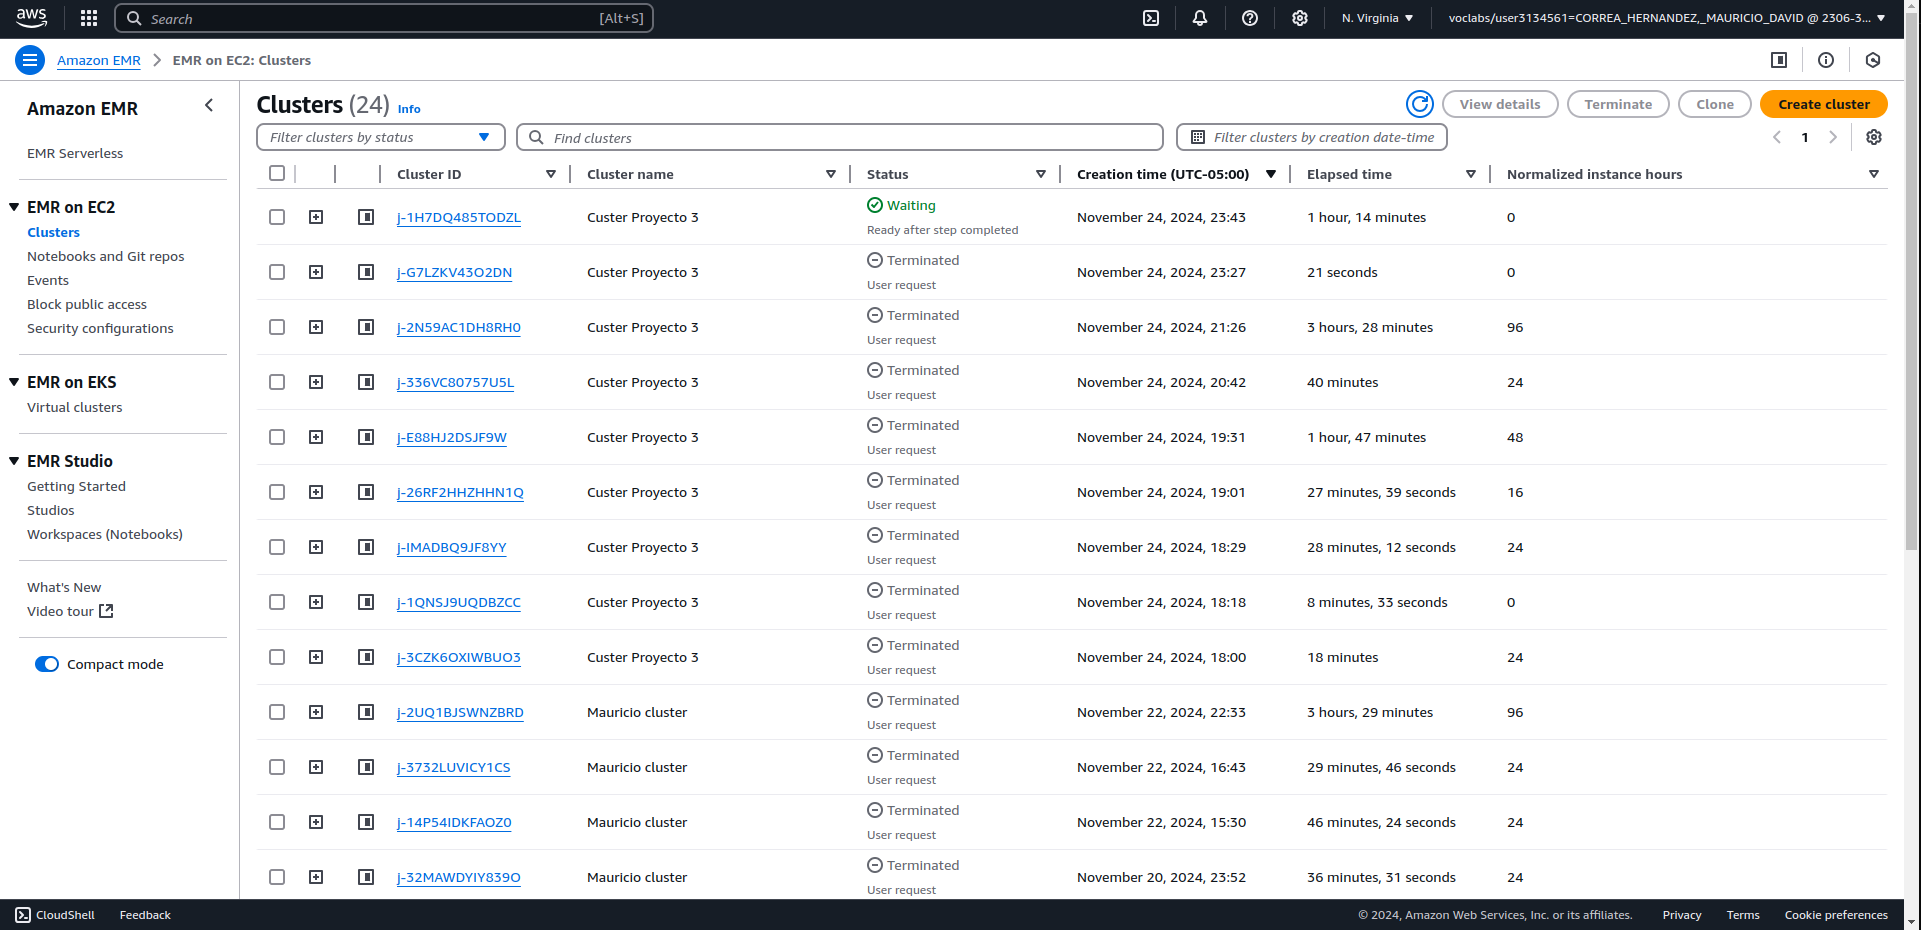 aws Search [Alt+S] N. Virginia voclabs/user3134561=CORREA_HERNANDEZ,_MAURICIO_DAVID @ 2306-3...
Amazon EMR EMR on EC2: Clusters
Amazon EMR
EMR Serverless
EMR on EC2
Clusters
Notebooks and Git repos
Events
Block public access
Security configurations
EMR on EKS
Virtual clusters
EMR Studio
Getting Started
Studios
Workspaces (Notebooks)
What's New
Video tour
Compact mode
Clusters (24) Info View details Terminate Clone Create cluster
Filter clusters by status Find clusters Filter clusters by creation date-time 1
Cluster ID Cluster name Status Creation time (UTC-05:00) Elapsed time Normalized instance hours
j-1H7DQ485TODZL Custer Proyecto 3 Waiting November 24, 2024, 23:43 1 hour, 14 minutes 0
Ready after step completed
j-G7LZKV43O2DN Custer Proyecto 3 Terminated November 24, 2024, 23:27 21 seconds 0
User request
j-2N59AC1DH8RH0 Custer Proyecto 3 Terminated November 24, 2024, 21:26 3 hours, 28 minutes 96
User request
j-336VC80757U5L Custer Proyecto 3 Terminated November 24, 2024, 20:42 40 minutes 24
User request
j-E88HJ2DSJF9W Custer Proyecto 3 Terminated November 24, 2024, 19:31 1 hour, 47 minutes 48
User request
j-26RF2HHZHHN1Q Custer Proyecto 3 Terminated November 24, 2024, 19:01 27 minutes, 39 seconds 16
User request
j-IMADBQ9JF8YY Custer Proyecto 3 Terminated November 24, 2024, 18:29 28 minutes, 12 seconds 24
User request
j-1QNSJ9UQDBZCC Custer Proyecto 3 Terminated November 24, 2024, 18:18 8 minutes, 33 seconds 0
User request
j-3CZK6OXIWBUO3 Custer Proyecto 3 Terminated November 24, 2024, 18:00 18 minutes 24
User request
j-2UQ1BJSWNZBRD Mauricio cluster Terminated November 22, 2024, 22:33 3 hours, 29 minutes 96
User request
j-3732LUVICY1CS Mauricio cluster Terminated November 22, 2024, 16:43 29 minutes, 46 seconds 24
User request
j-14P54IDKFAOZ0 Mauricio cluster Terminated November 22, 2024, 15:30 46 minutes, 24 seconds 24
User request
j-32MAWDYIY839O Mauricio cluster Terminated November 20, 2024, 23:52 36 minutes, 31 seconds 24
User request
CloudShell Feedback © 2024, Amazon Web Services, Inc. or its affiliates. Privacy Terms Cookie preferences